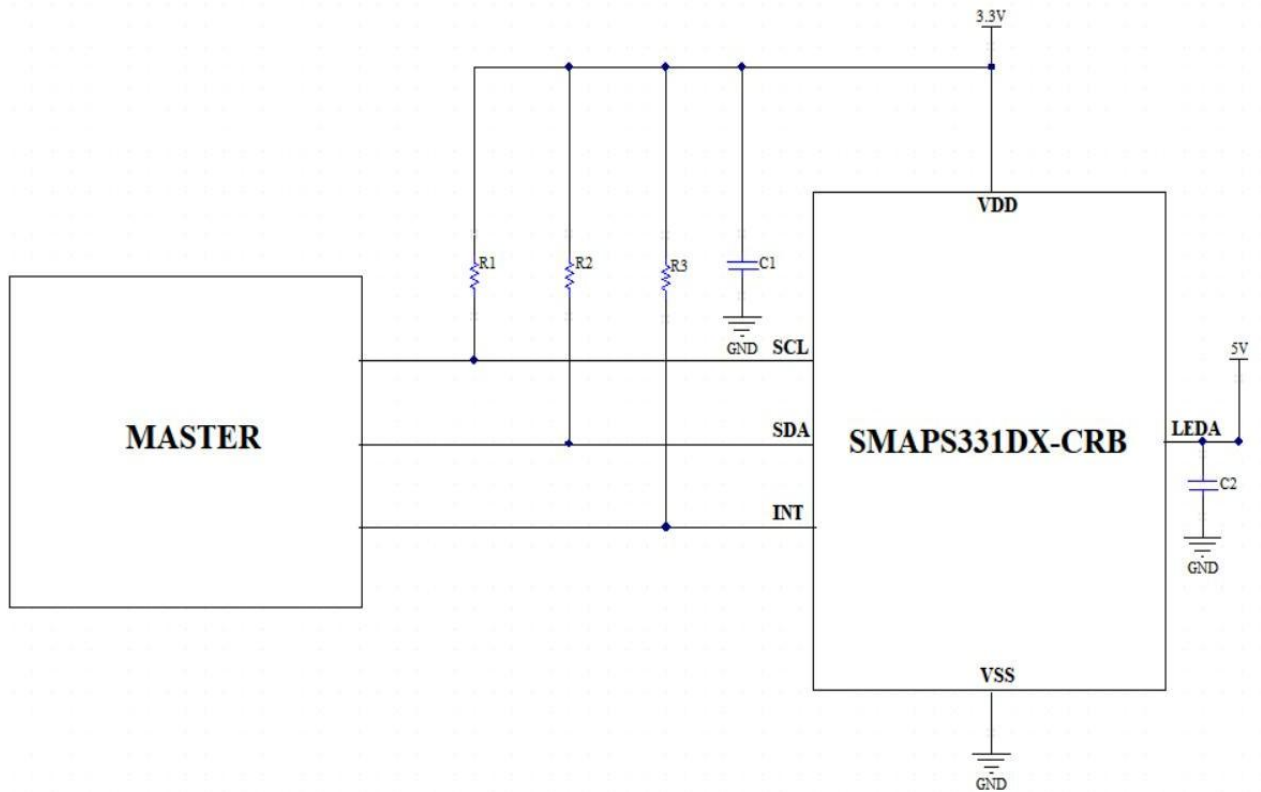 3.3V
VDD
R1
R2
R3
C1
GND
SCL
5V
MASTER
SDA
SMAPS331DX-CRB
LEDA
C2
INT
GND
VSS
GND